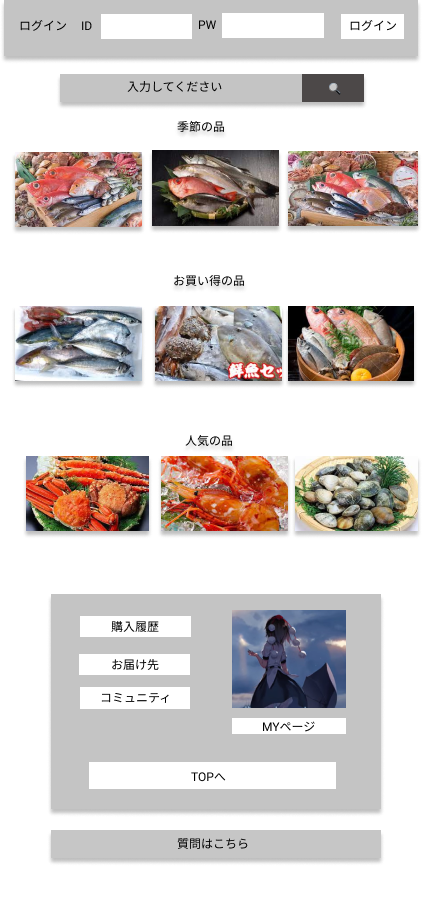 ログイン ID PW ログイン
入力してください
季節の品
お買い得の品
鮮魚セッ
人気の品
購入履歴
お届け先
コミュニティ
MYページ
TOPへ
質問はこちら